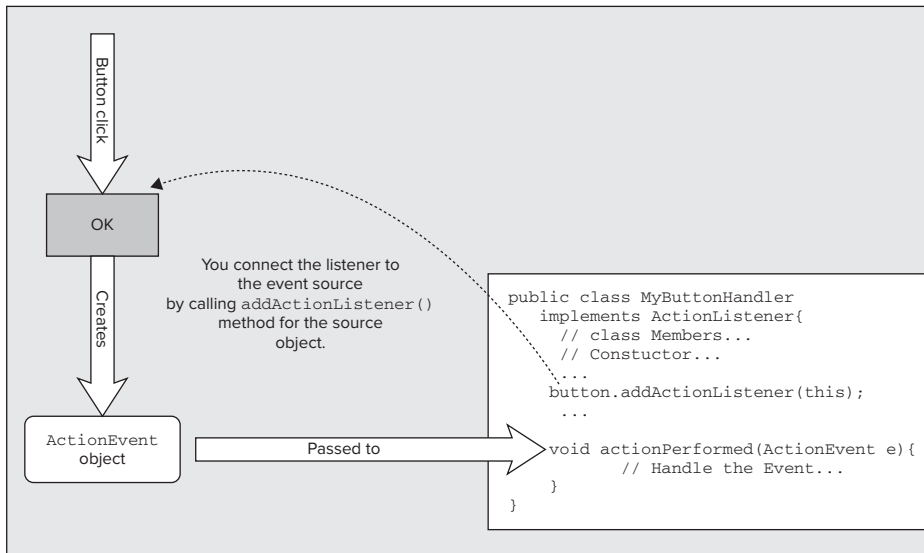 Button click
OK
Creates
ActionEvent
object
You connect the listener to
the event source
by calling addActionListener()
method for the source
object.
Passed to
public class MyButtonHandler
implements ActionListener{
// class Members...
// Constuctor...
...
button.addActionListener(this);
...
void actionPerformed(ActionEvent e){
// Handle the Event...
}
}